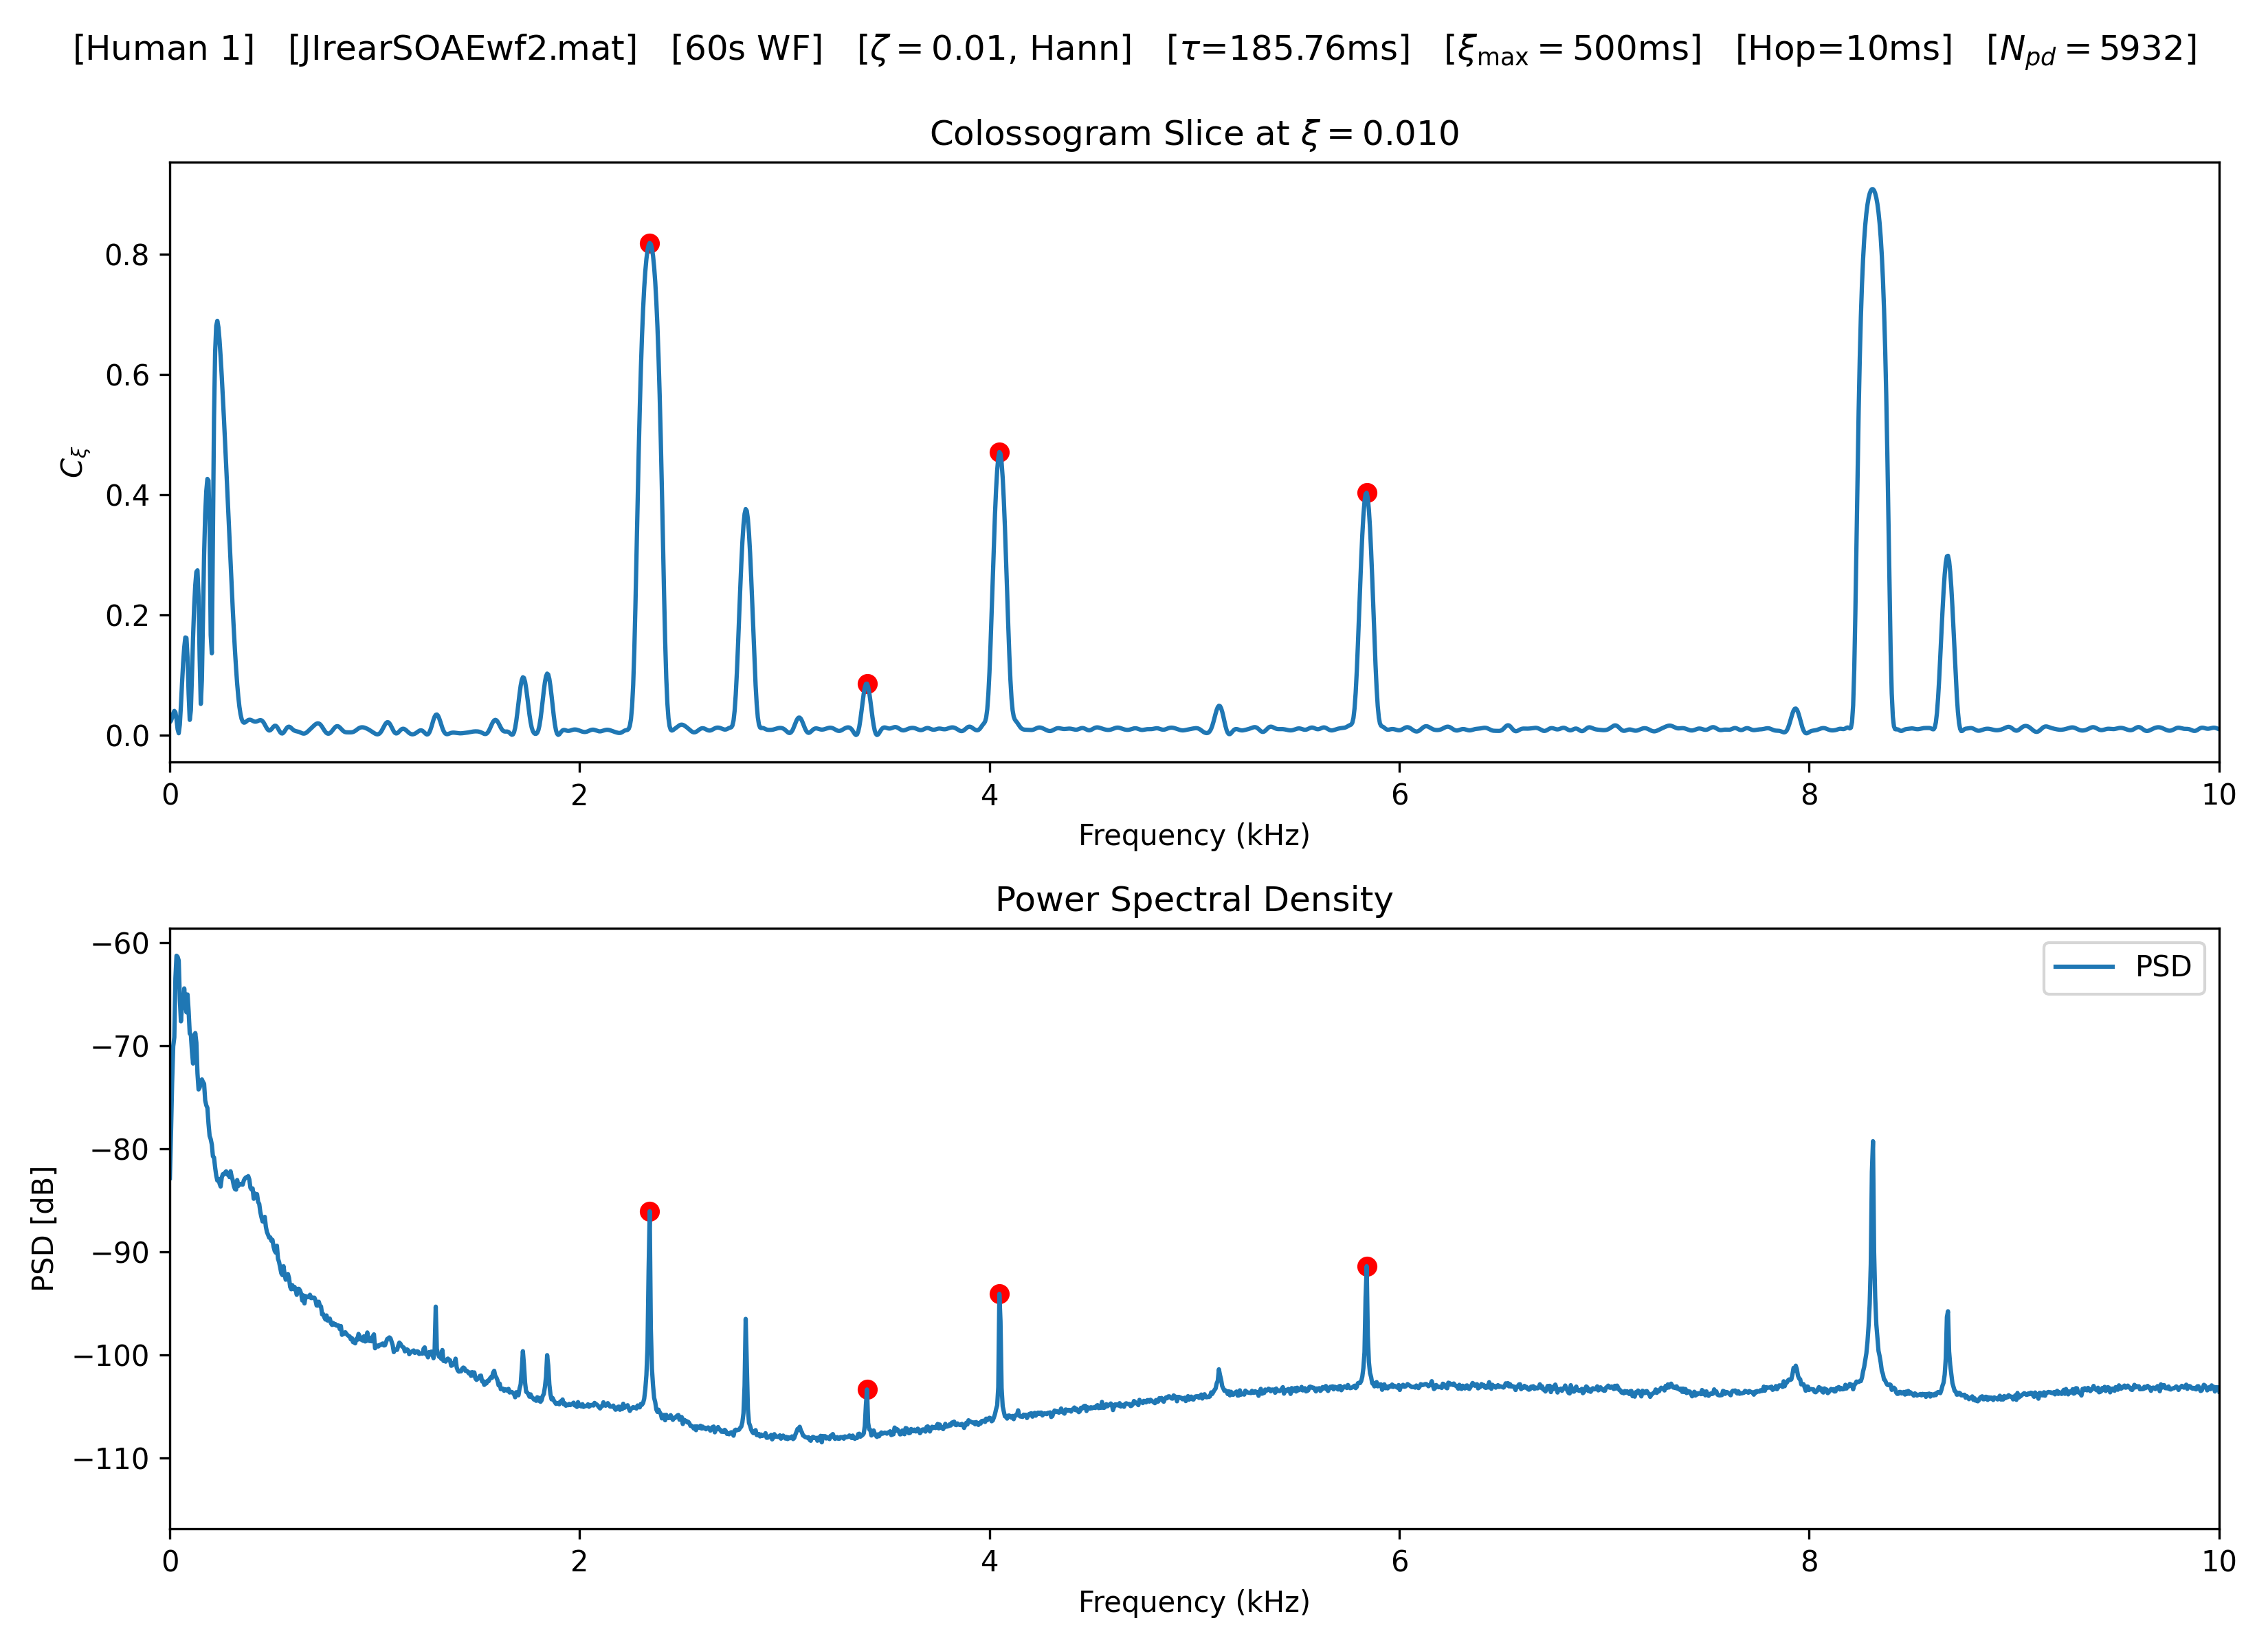 [Human 1] [JIrearSOAEwf2.mat] [60s WF] [ζ = 0.01, Hann] [τ=185.76ms] [ξmax = 500ms] [Hop=10ms] [Npd = 5932]
Colossogram Slice at ξ = 0.010
0.8
0.6
0.4
0.2
0.0
Cξ
0 2 4 6 8 10
Frequency (kHz)
Power Spectral Density
PSD
−60
−70
−80
−90
−100
−110
PSD [dB]
0 2 4 6 8 10
Frequency (kHz)